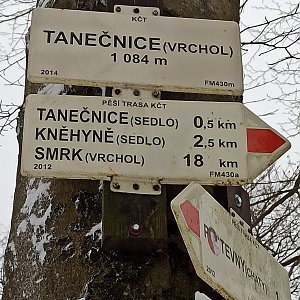 KČT
TANEČNICE (VRCHOL)
1 084 m
2014 FM430m
PĚŠÍ TRASA KČT
TANEČNICE (SEDLO) 0,5 km
KNĚHYNĚ (SEDLO) 2,5 km
SMRK (VRCHOL) 18 km
2012 FM430a